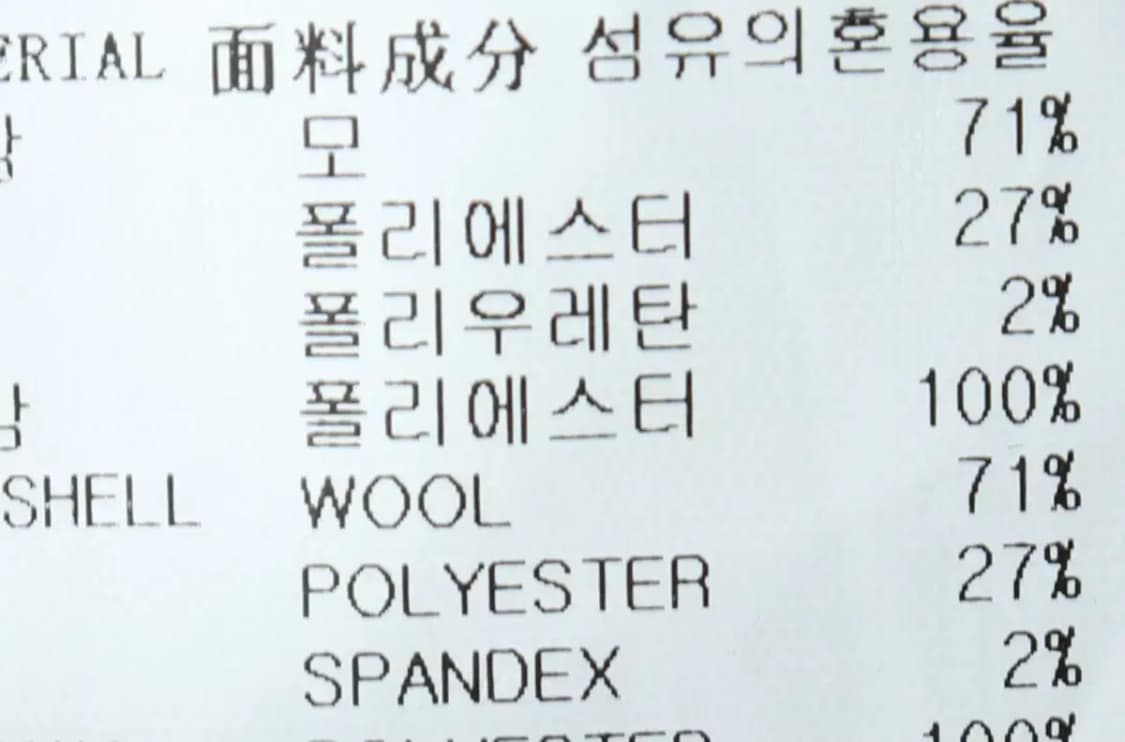 ERIAL 面料成分 섬유의혼용율
모 71%
폴리에스터 27%
폴리우레탄 2%
폴리에스터 100%
SHELL WOOL 71%
POLYESTER 27%
SPANDEX 2%
POLYESTER 100%